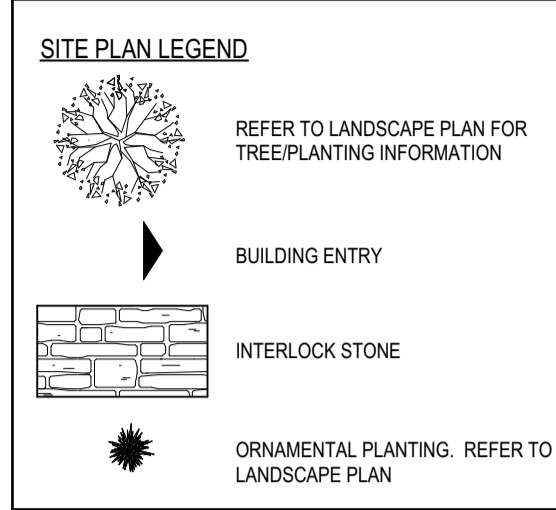 SITE PLAN LEGEND
REFER TO LANDSCAPE PLAN FOR
TREE/PLANTING INFORMATION
BUILDING ENTRY
INTERLOCK STONE
ORNAMENTAL PLANTING. REFER TO
LANDSCAPE PLAN